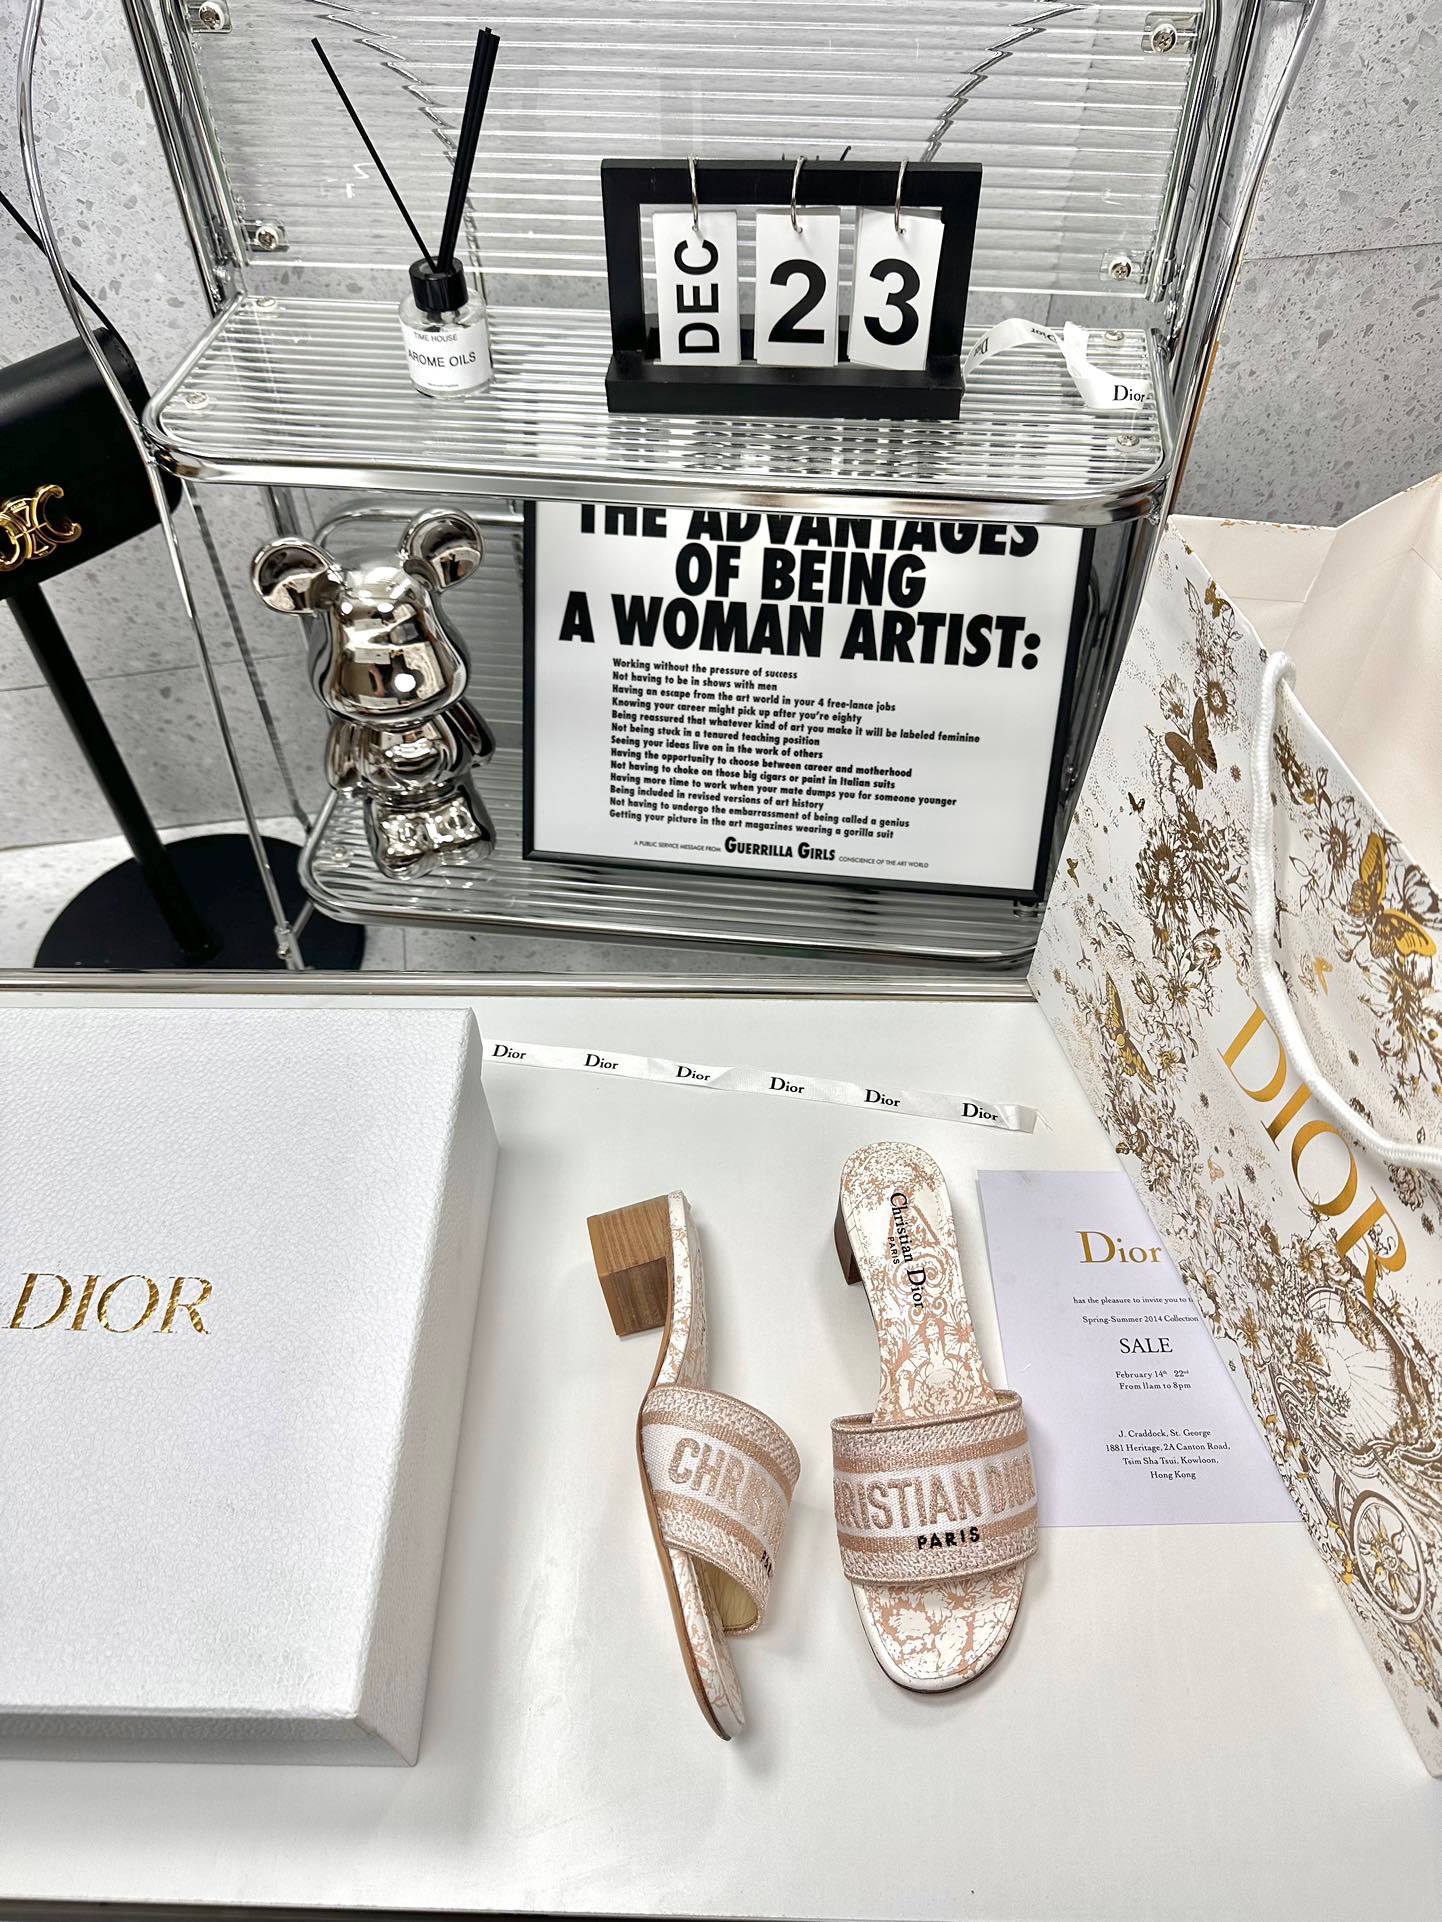 TIME HOUSE
AROME OILS
DEC 23
Dior
Dior
Dior
THE ADVANTAGES
OF BEING
A WOMAN ARTIST:
Working without the pressure of success
Not having to be in shows with men
Having an escape from the art world in your 4 free-lance jobs
Knowing your career might pick up after you're eighty
Being reassured that whatever kind of art you make it will be labeled feminine
Not being stuck in a tenured teaching position
Seeing your ideas live on in the work of others
Having the opportunity to choose between career and motherhood
Not having to choke on those big cigars or paint in Italian suits
Having more time to work when your mate dumps you for someone younger
Being included in revised versions of art history
Not having to undergo the embarrassment of being called a genius
Getting your picture in the art magazines wearing a gorilla suit
A PUBLIC SERVICE MESSAGE FROM GUERRILLA GIRLS CONSCIENCE OF THE ART WORLD
Dior Dior Dior Dior Dior Dior
DIOR
DIOR
Christian Dior
PARIS
CHRIST
RISTIAN DIOR
PARIS
Dior
has the pleasure to invite you to
Spring-Summer 2014 Collection
SALE
February 14th 22nd
From 11am to 8pm
J. Craddock, St. George
1881 Heritage, 2A Canton Road,
Tsim Sha Tsui, Kowloon,
Hong Kong